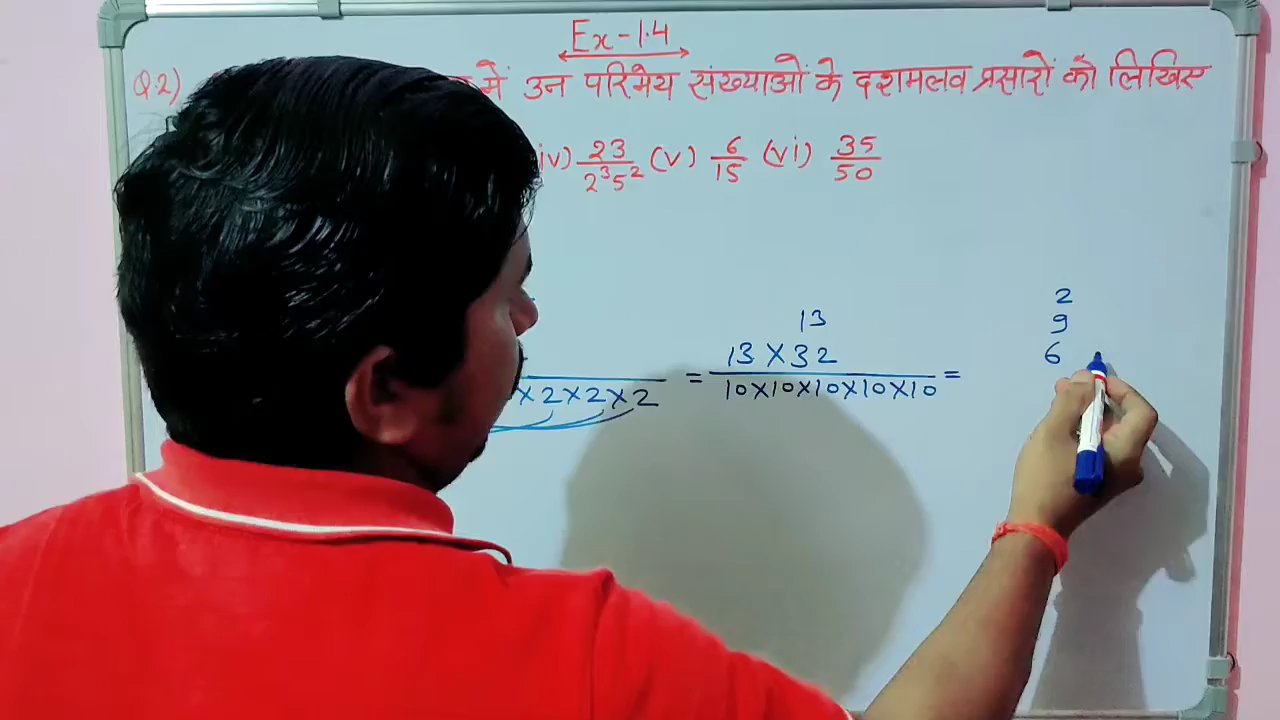 Ex-1.4
Q.2) में उन परिमेय संख्याओं के दशमलव प्रसारों को लिखिए
iv) 23/2³5² (v) 6/15 (vi) 35/50
13
13×32
×2×2×2 = 10×10×10×10×10 =
2
9
6